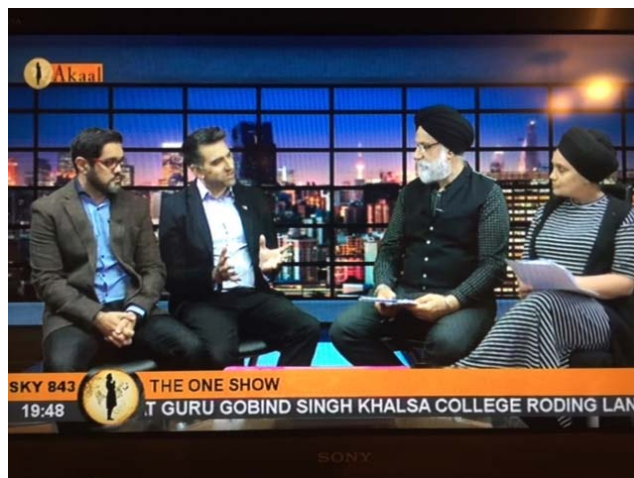 Akaal
SKY 843
THE ONE SHOW
19:48
T GURU GOBIND SINGH KHALSA COLLEGE RODING LAN
SONY